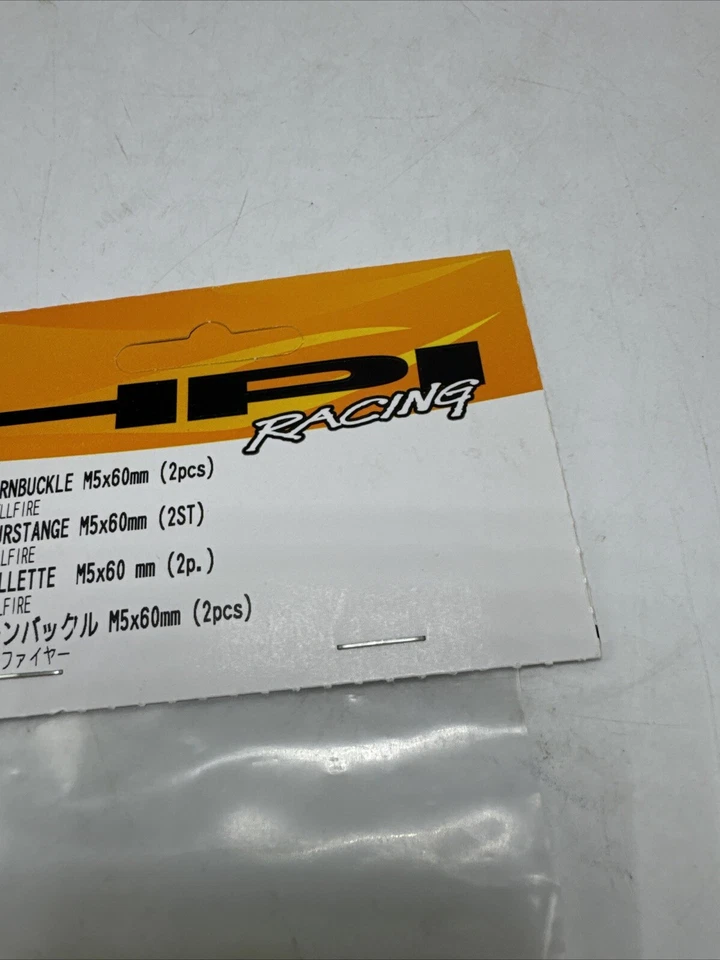 HPI
RACING
RNBUCKLE M5x60mm (2pcs)
LLFIRE
URSTANGE M5x60mm (2ST)
LFIRE
LLETTE M5x60 mm (2p.)
LFIRE
ンバックル M5x60mm (2pcs)
ファイヤー